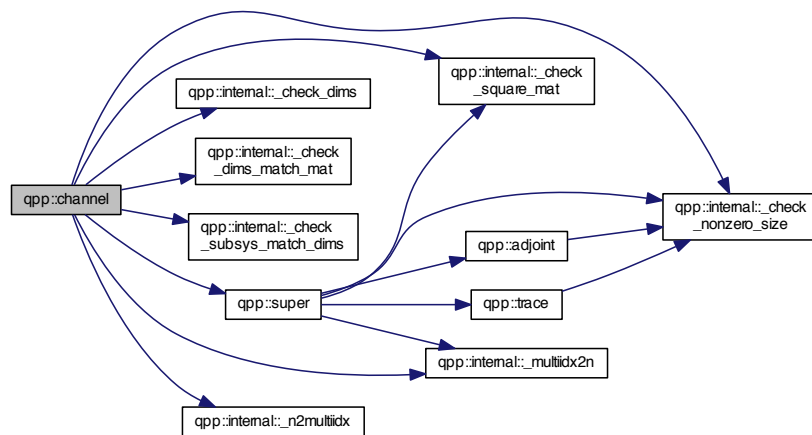 qpp::channel
qpp::internal::_check_dims
qpp::internal::_check
_dims_match_mat
qpp::internal::_check
_subsys_match_dims
qpp::super
qpp::internal::_n2multiidx
qpp::internal::_check
_square_mat
qpp::adjoint
qpp::trace
qpp::internal::_multiidx2n
qpp::internal::_check
_nonzero_size